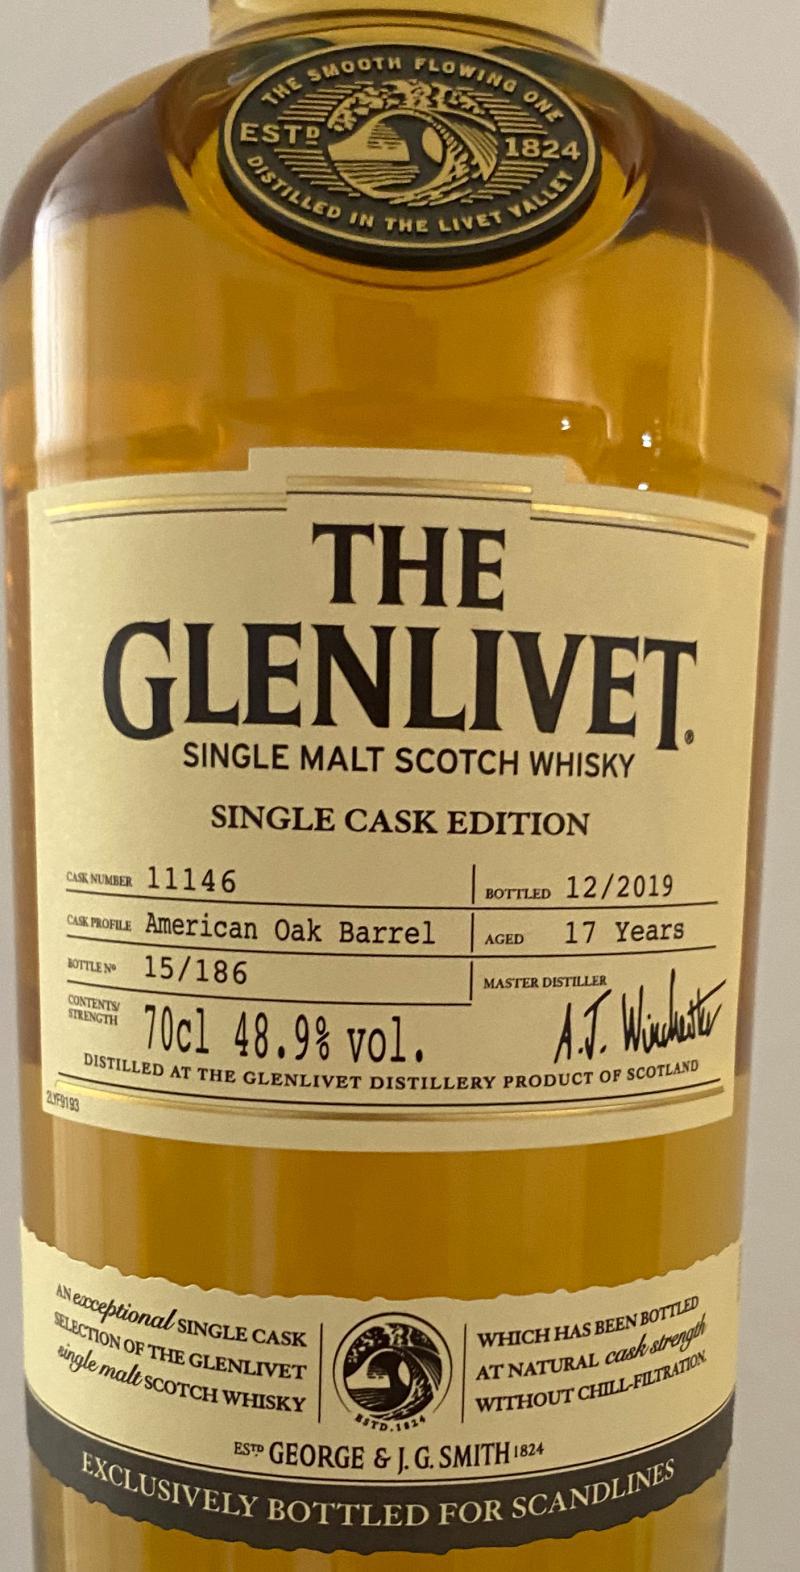 THE SMOOTH FLOWING ONE
ESTD 1824
DISTILLED IN THE LIVET VALLEY
THE
GLENLIVET®
SINGLE MALT SCOTCH WHISKY
SINGLE CASK EDITION
CASK NUMBER 11146
BOTTLED 12/2019
CASK PROFILE American Oak Barrel
AGED 17 Years
BOTTLE Nº 15/186
MASTER DISTILLER
A.J. Winchester
CONTENTS/
STRENGTH
70cl 48.9% vol.
DISTILLED AT THE GLENLIVET DISTILLERY PRODUCT OF SCOTLAND
2LYF9193
AN exceptional SINGLE CASK
SELECTION OF THE GLENLIVET
single malt SCOTCH WHISKY
ESTD.1824
WHICH HAS BEEN BOTTLED
AT NATURAL cask strength
WITHOUT CHILL-FILTRATION.
ESTD GEORGE & J. G. SMITH 1824
EXCLUSIVELY BOTTLED FOR SCANDLINES